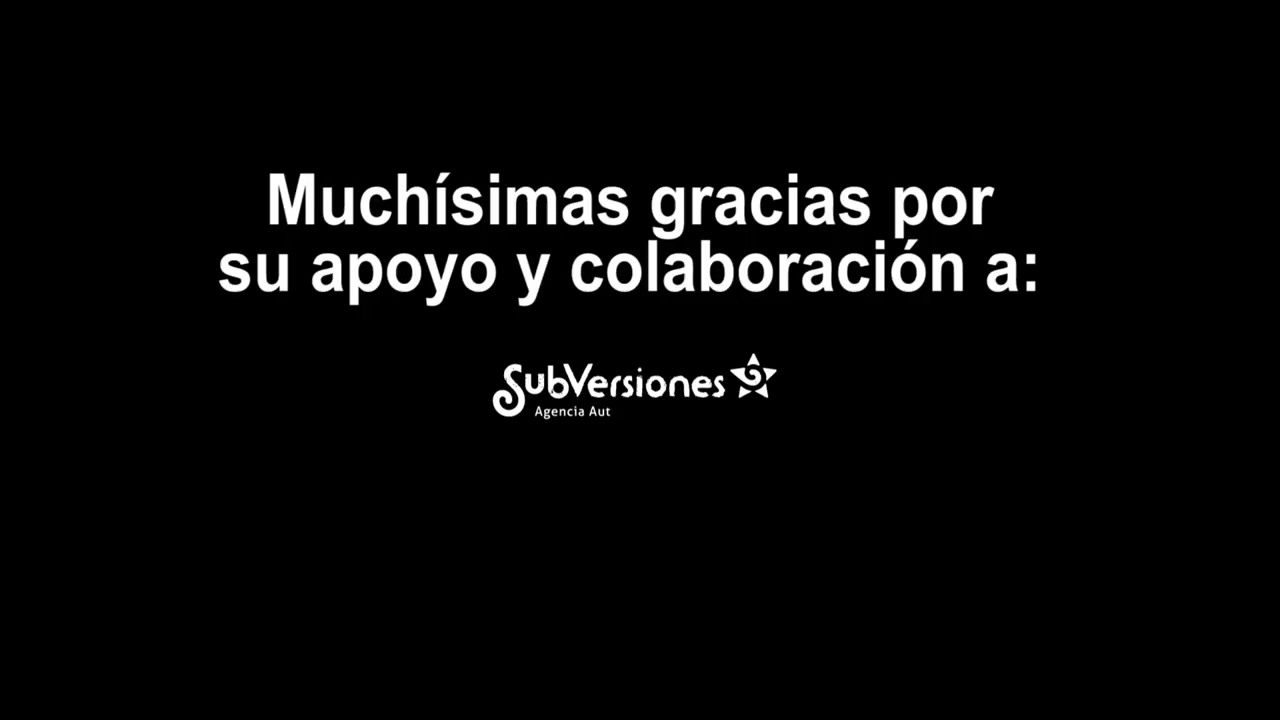 Muchísimas gracias por
su apoyo y colaboración a:
SubVersiones
Agencia Aut